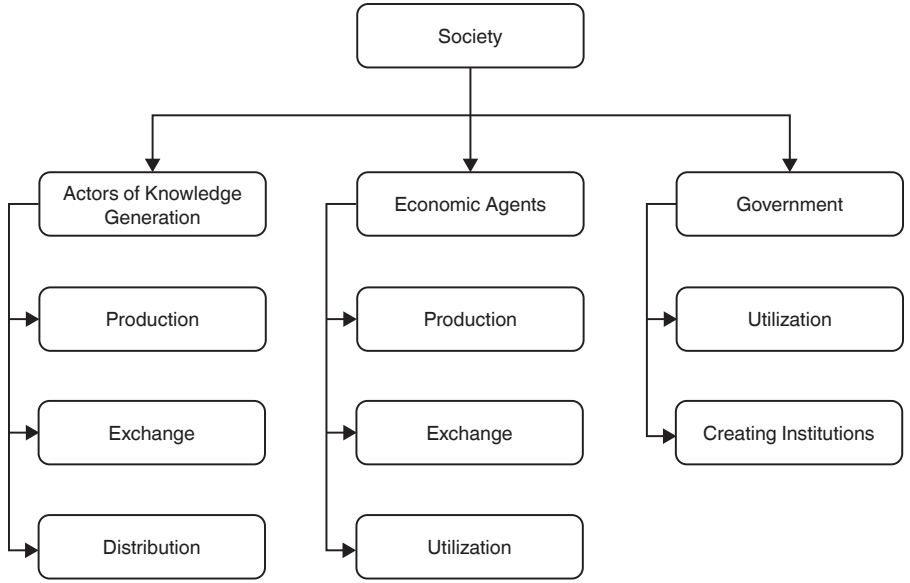 Society
Actors of Knowledge
Generation
Economic Agents
Government
Production
Production
Utilization
Exchange
Exchange
Creating Institutions
Distribution
Utilization